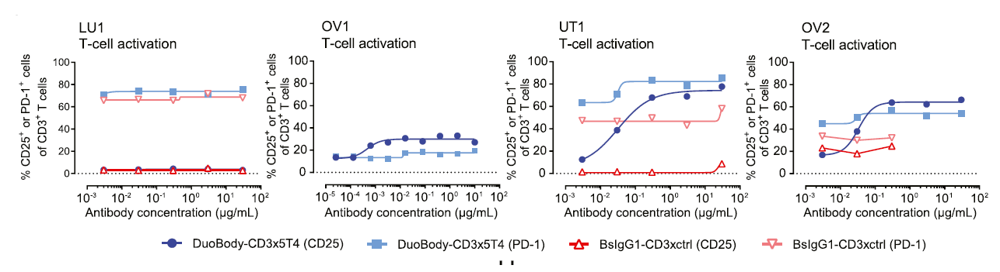 LU1
T-cell activation
% CD25⁺ or PD-1⁺ cells
of CD3⁺ T cells
100
80
60
40
20
0
10⁻³ 10⁻² 10⁻¹ 10⁰ 10¹ 10²
Antibody concentration (µg/mL)
OV1
T-cell activation
% CD25⁺ or PD-1⁺ cells
of CD3⁺ T cells
100
80
60
40
20
0
10⁻⁵ 10⁻⁴ 10⁻³ 10⁻² 10⁻¹ 10⁰ 10¹ 10²
Antibody concentration (µg/mL)
UT1
T-cell activation
% CD25⁺ or PD-1⁺ cells
of CD3⁺ T cells
100
80
60
40
20
0
10⁻³ 10⁻² 10⁻¹ 10⁰ 10¹ 10²
Antibody concentration (µg/mL)
OV2
T-cell activation
% CD25⁺ or PD-1⁺ cells
of CD3⁺ T cells
100
80
60
40
20
0
10⁻³ 10⁻² 10⁻¹ 10⁰ 10¹ 10²
Antibody concentration (µg/mL)
DuoBody-CD3x5T4 (CD25) DuoBody-CD3x5T4 (PD-1) BsIgG1-CD3xctrl (CD25) BsIgG1-CD3xctrl (PD-1)